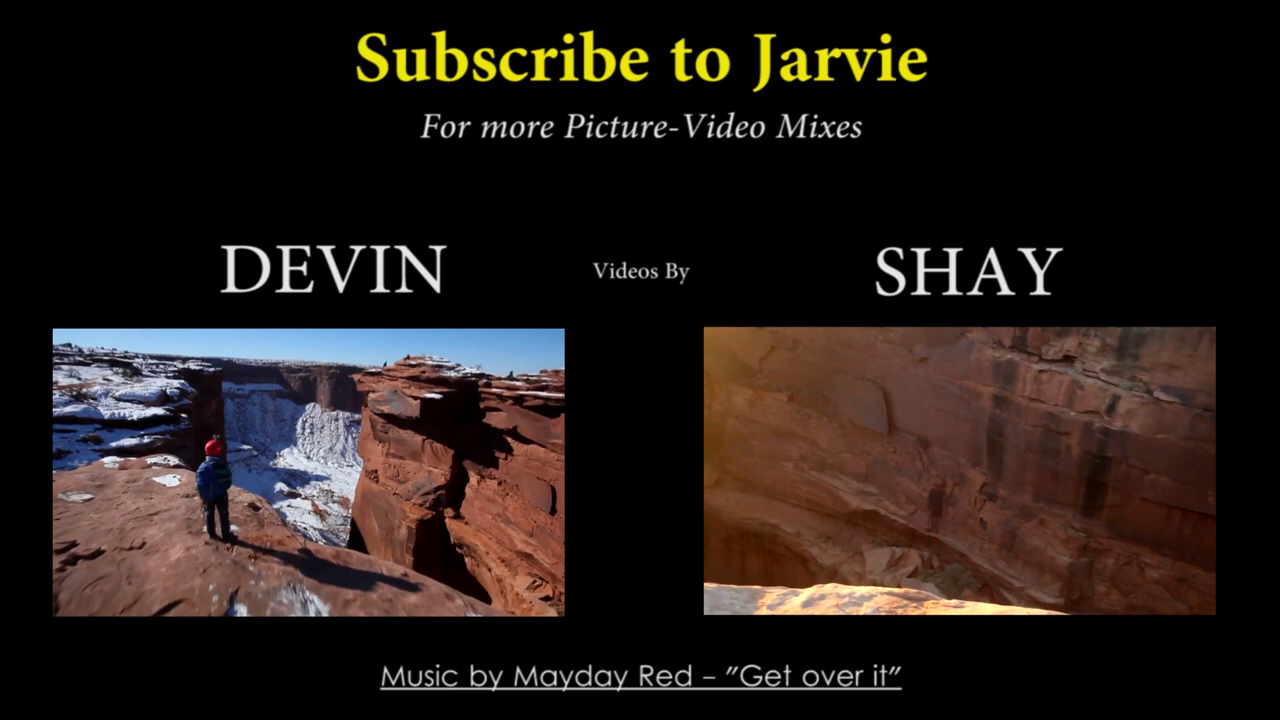 Subscribe to Jarvie
For more Picture-Video Mixes
DEVIN Videos By SHAY
Music by Mayday Red – "Get over it"